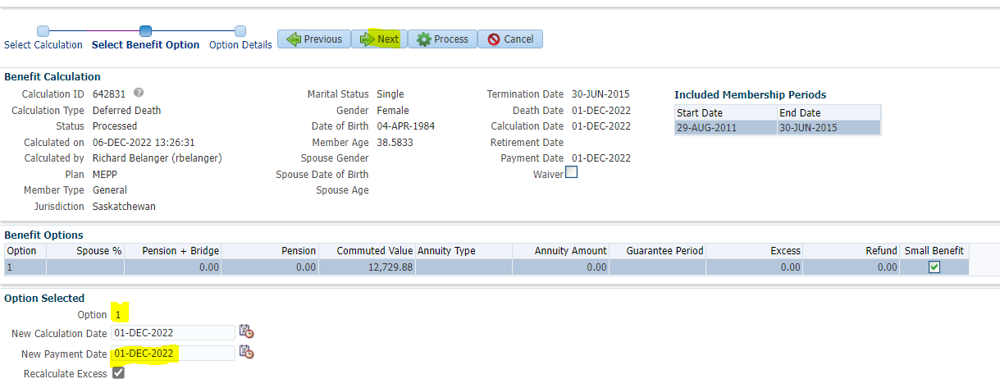 Select Calculation Select Benefit Option Option Details Previous Next Process Cancel
Benefit Calculation
Calculation ID 642831 Marital Status Single Termination Date 30-JUN-2015 Included Membership Periods
Calculation Type Deferred Death Gender Female Death Date 01-DEC-2022 Start Date End Date
Status Processed Date of Birth 04-APR-1984 Calculation Date 01-DEC-2022 29-AUG-2011 30-JUN-2015
Calculated on 06-DEC-2022 13:26:31 Member Age 38.5833 Retirement Date
Calculated by Richard Belanger (rbelanger) Spouse Gender Payment Date 01-DEC-2022
Plan MEPP Spouse Date of Birth Waiver
Member Type General Spouse Age
Jurisdiction Saskatchewan
Benefit Options
Option Spouse % Pension + Bridge Pension Commuted Value Annuity Type Annuity Amount Guarantee Period Excess Refund Small Benefit
1 0.00 0.00 12,729.88 0.00 0.00 0.00
Option Selected
Option 1
New Calculation Date 01-DEC-2022
New Payment Date 01-DEC-2022
Recalculate Excess